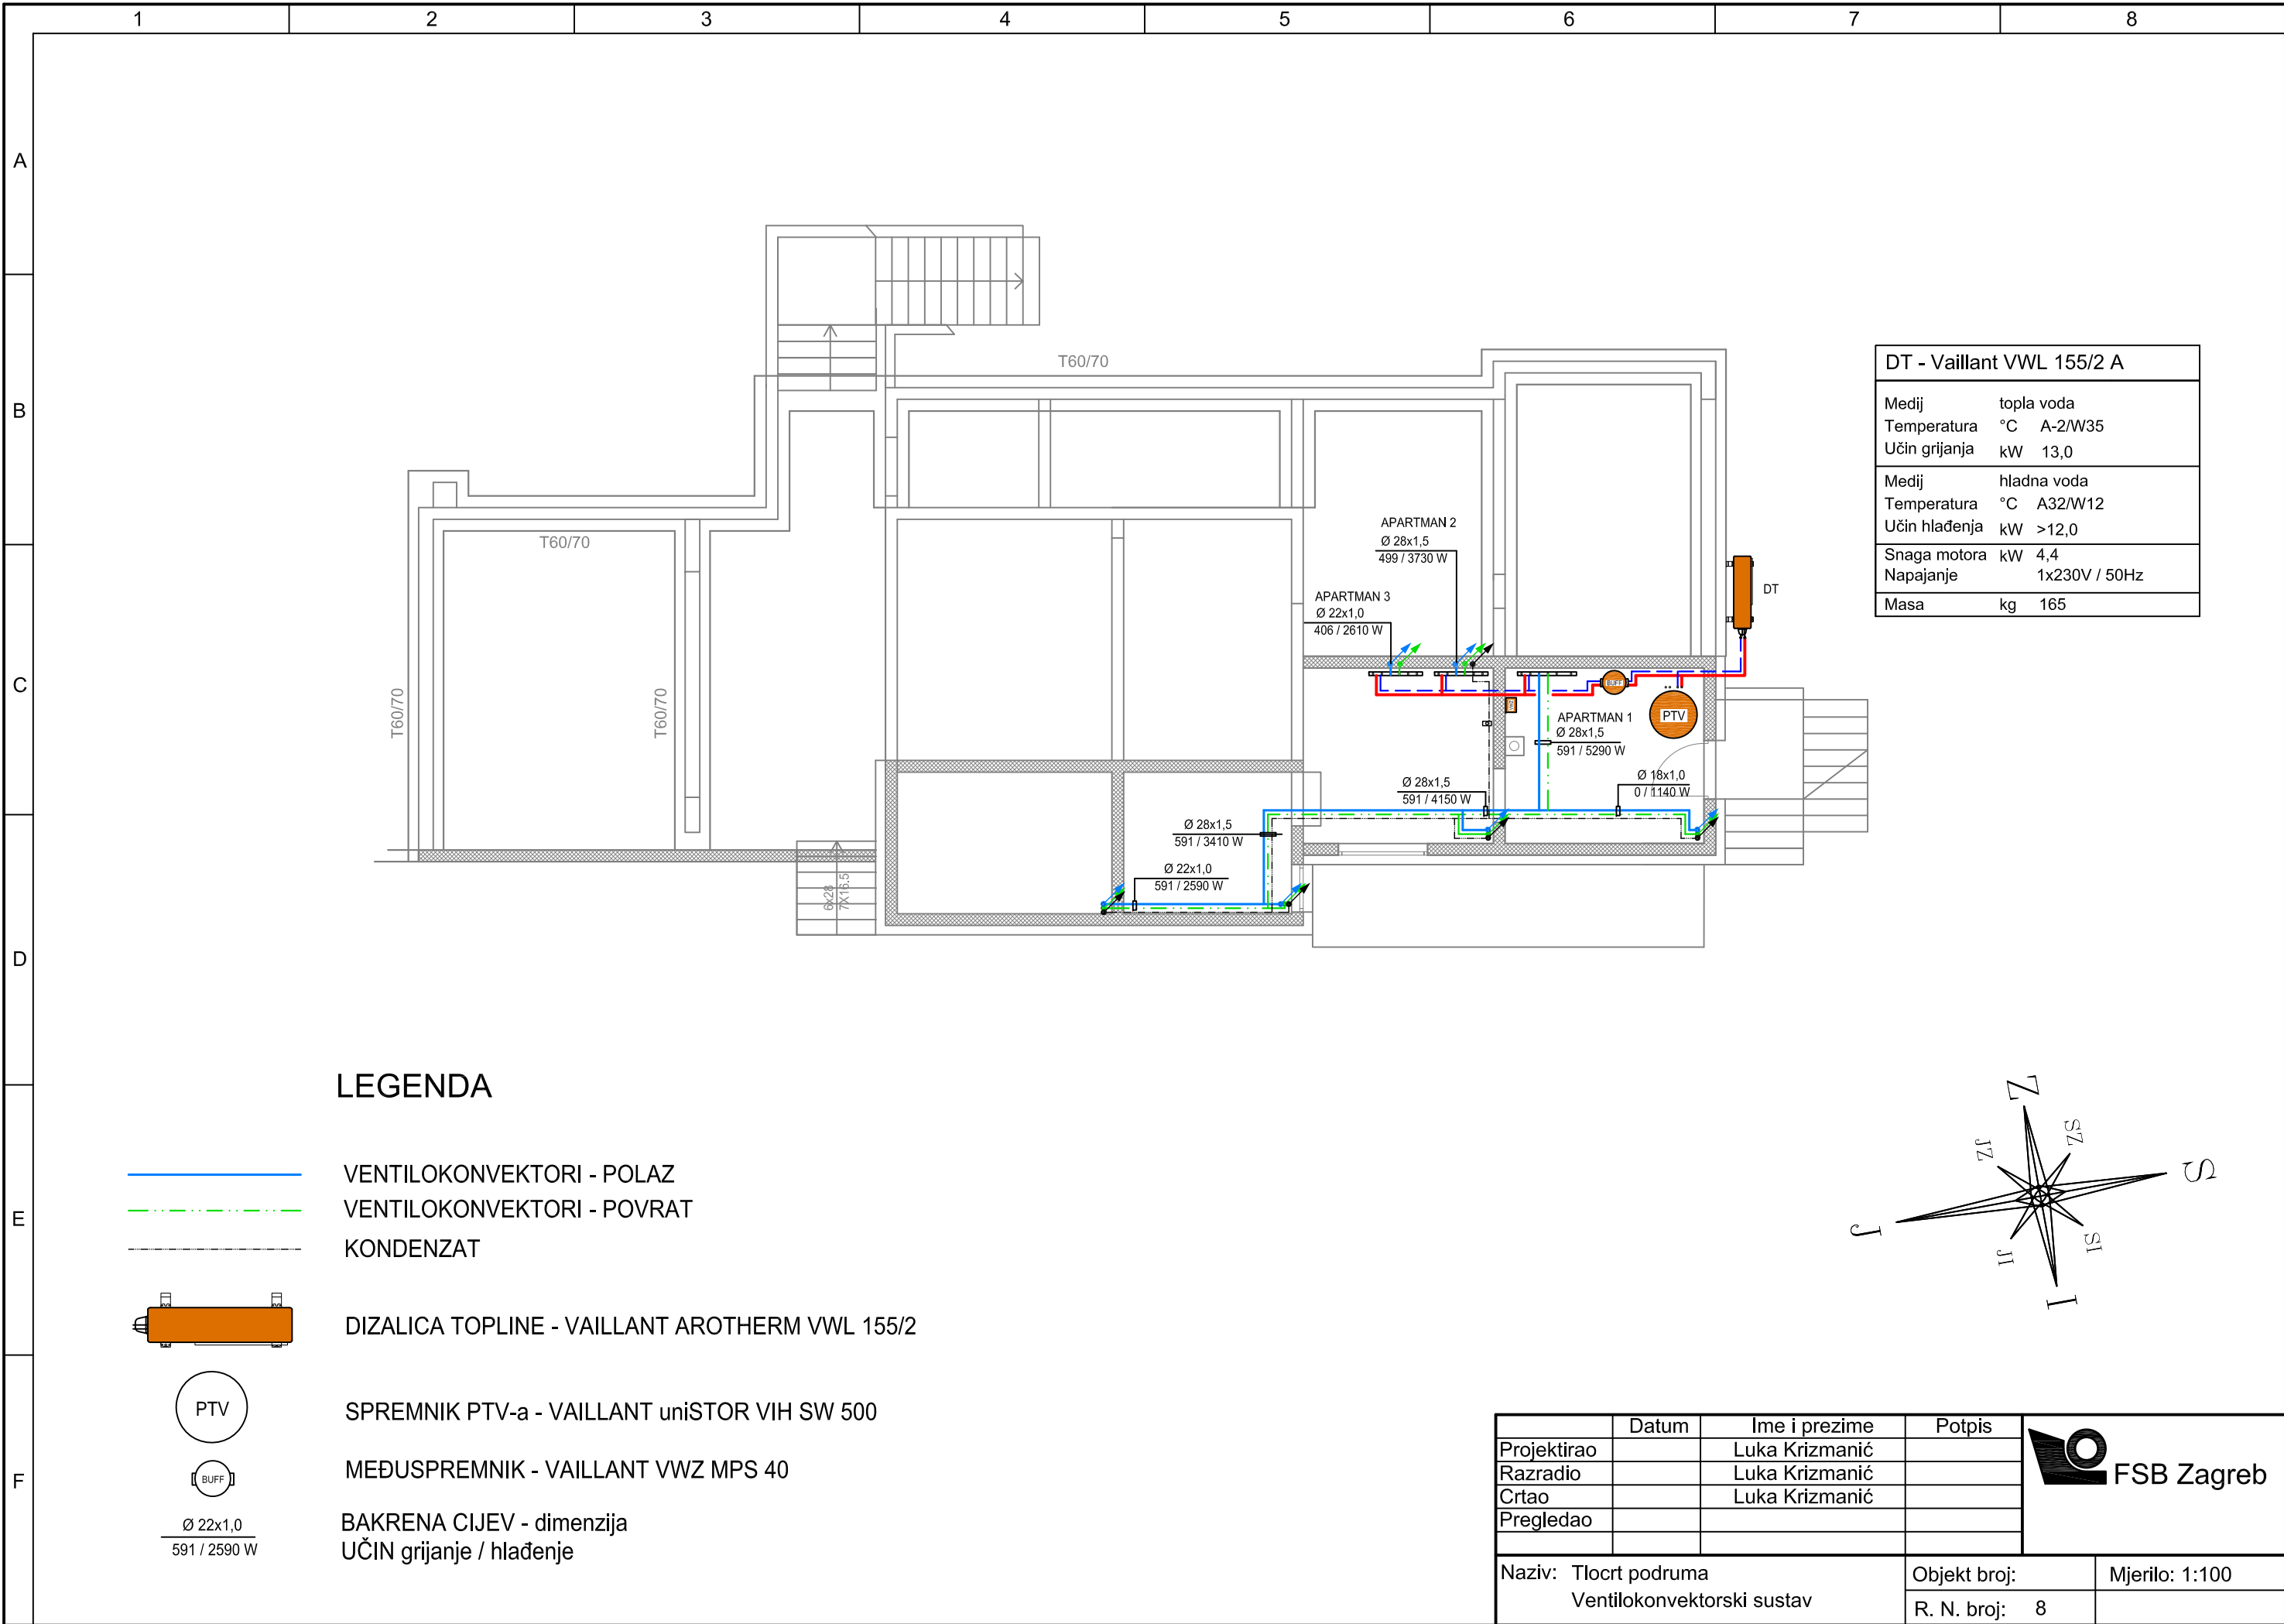 1 2 3 4 5 6 7 8
A
B
C
D
E
F
T60/70
T60/70
T60/70
T60/70
6x28
7X16.5
DT - Vaillant VWL 155/2 A
Medij topla voda
Temperatura °C A-2/W35
Učin grijanja kW 13,0
Medij hladna voda
Temperatura °C A32/W12
Učin hlađenja kW >12,0
Snaga motora kW 4,4
Napajanje 1x230V / 50Hz
Masa kg 165
DT
APARTMAN 2
Ø 28x1,5
499 / 3730 W
APARTMAN 3
Ø 22x1,0
406 / 2610 W
BUFF
PTV
APARTMAN 1
Ø 28x1,5
591 / 5290 W
Ø 28x1,5
591 / 4150 W
Ø 18x1,0
0 / 1140 W
Ø 28x1,5
591 / 3410 W
Ø 22x1,0
591 / 2590 W
LEGENDA
VENTILOKONVEKTORI - POLAZ
VENTILOKONVEKTORI - POVRAT
KONDENZAT
DIZALICA TOPLINE - VAILLANT AROTHERM VWL 155/2
PTV
SPREMNIK PTV-a - VAILLANT uniSTOR VIH SW 500
BUFF
MEĐUSPREMNIK - VAILLANT VWZ MPS 40
Ø 22x1,0
591 / 2590 W
BAKRENA CIJEV - dimenzija
UČIN grijanje / hlađenje
Z
SZ
S
SI
I
JI
J
JZ
Datum Ime i prezime Potpis
Projektirao Luka Krizmanić
Razradio Luka Krizmanić
Crtao Luka Krizmanić
Pregledao
FSB Zagreb
Naziv: Tlocrt podruma
Ventilokonvektorski sustav
Objekt broj:
Mjerilo: 1:100
R. N. broj: 8